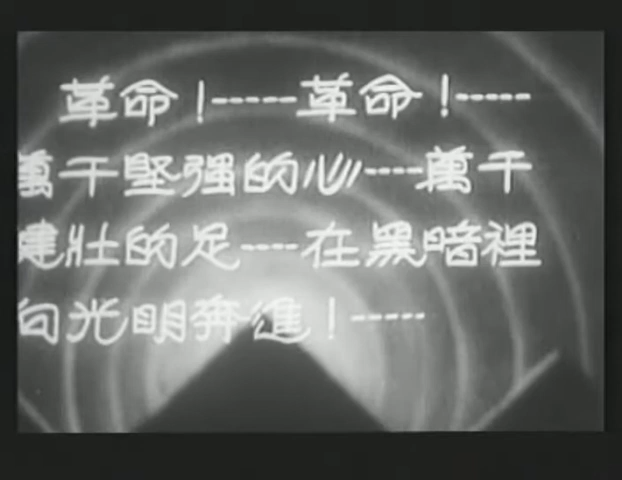 革命！-----革命！-----
萬千堅强的心----萬千
建壯的足----在黑暗裡
向光明奔進！-----